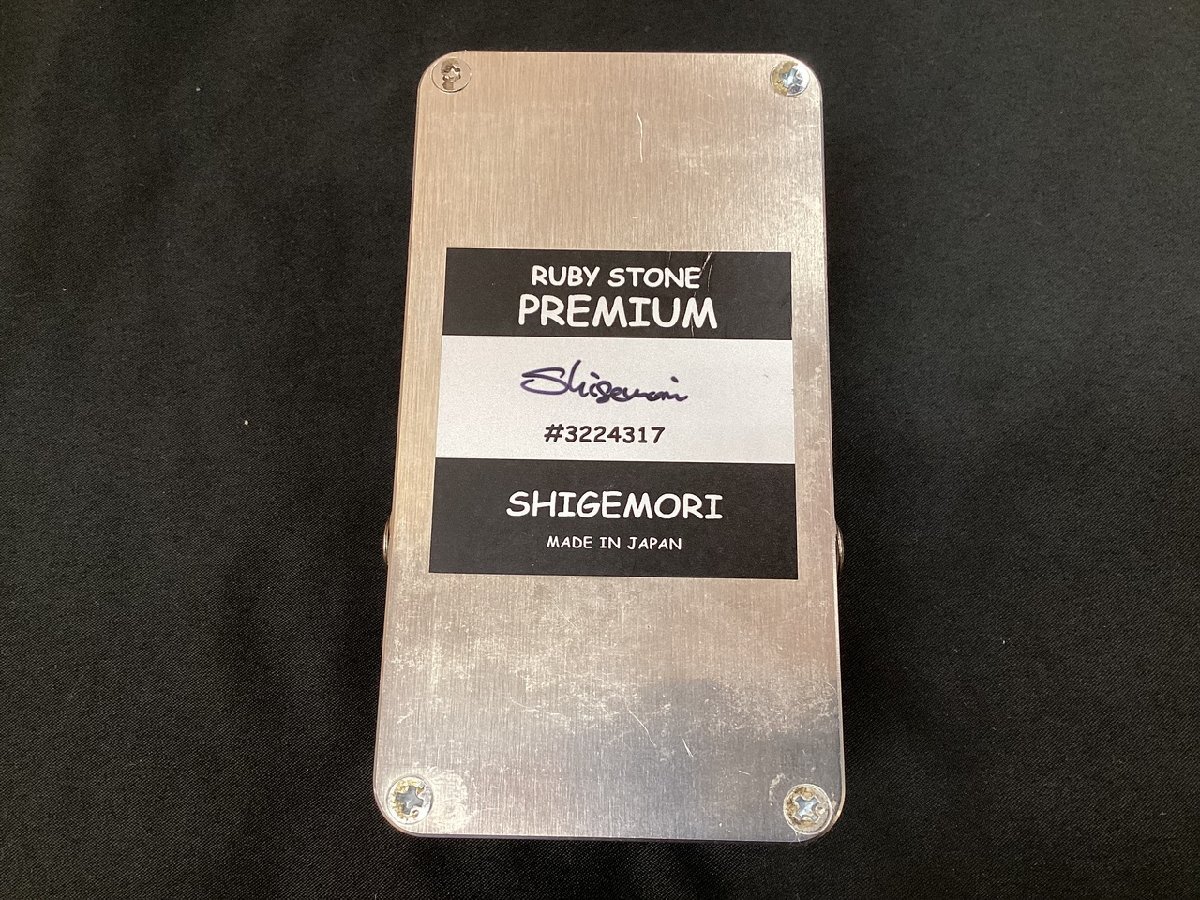 RUBY STONE
PREMIUM
Shigemori
#3224317
SHIGEMORI
MADE IN JAPAN